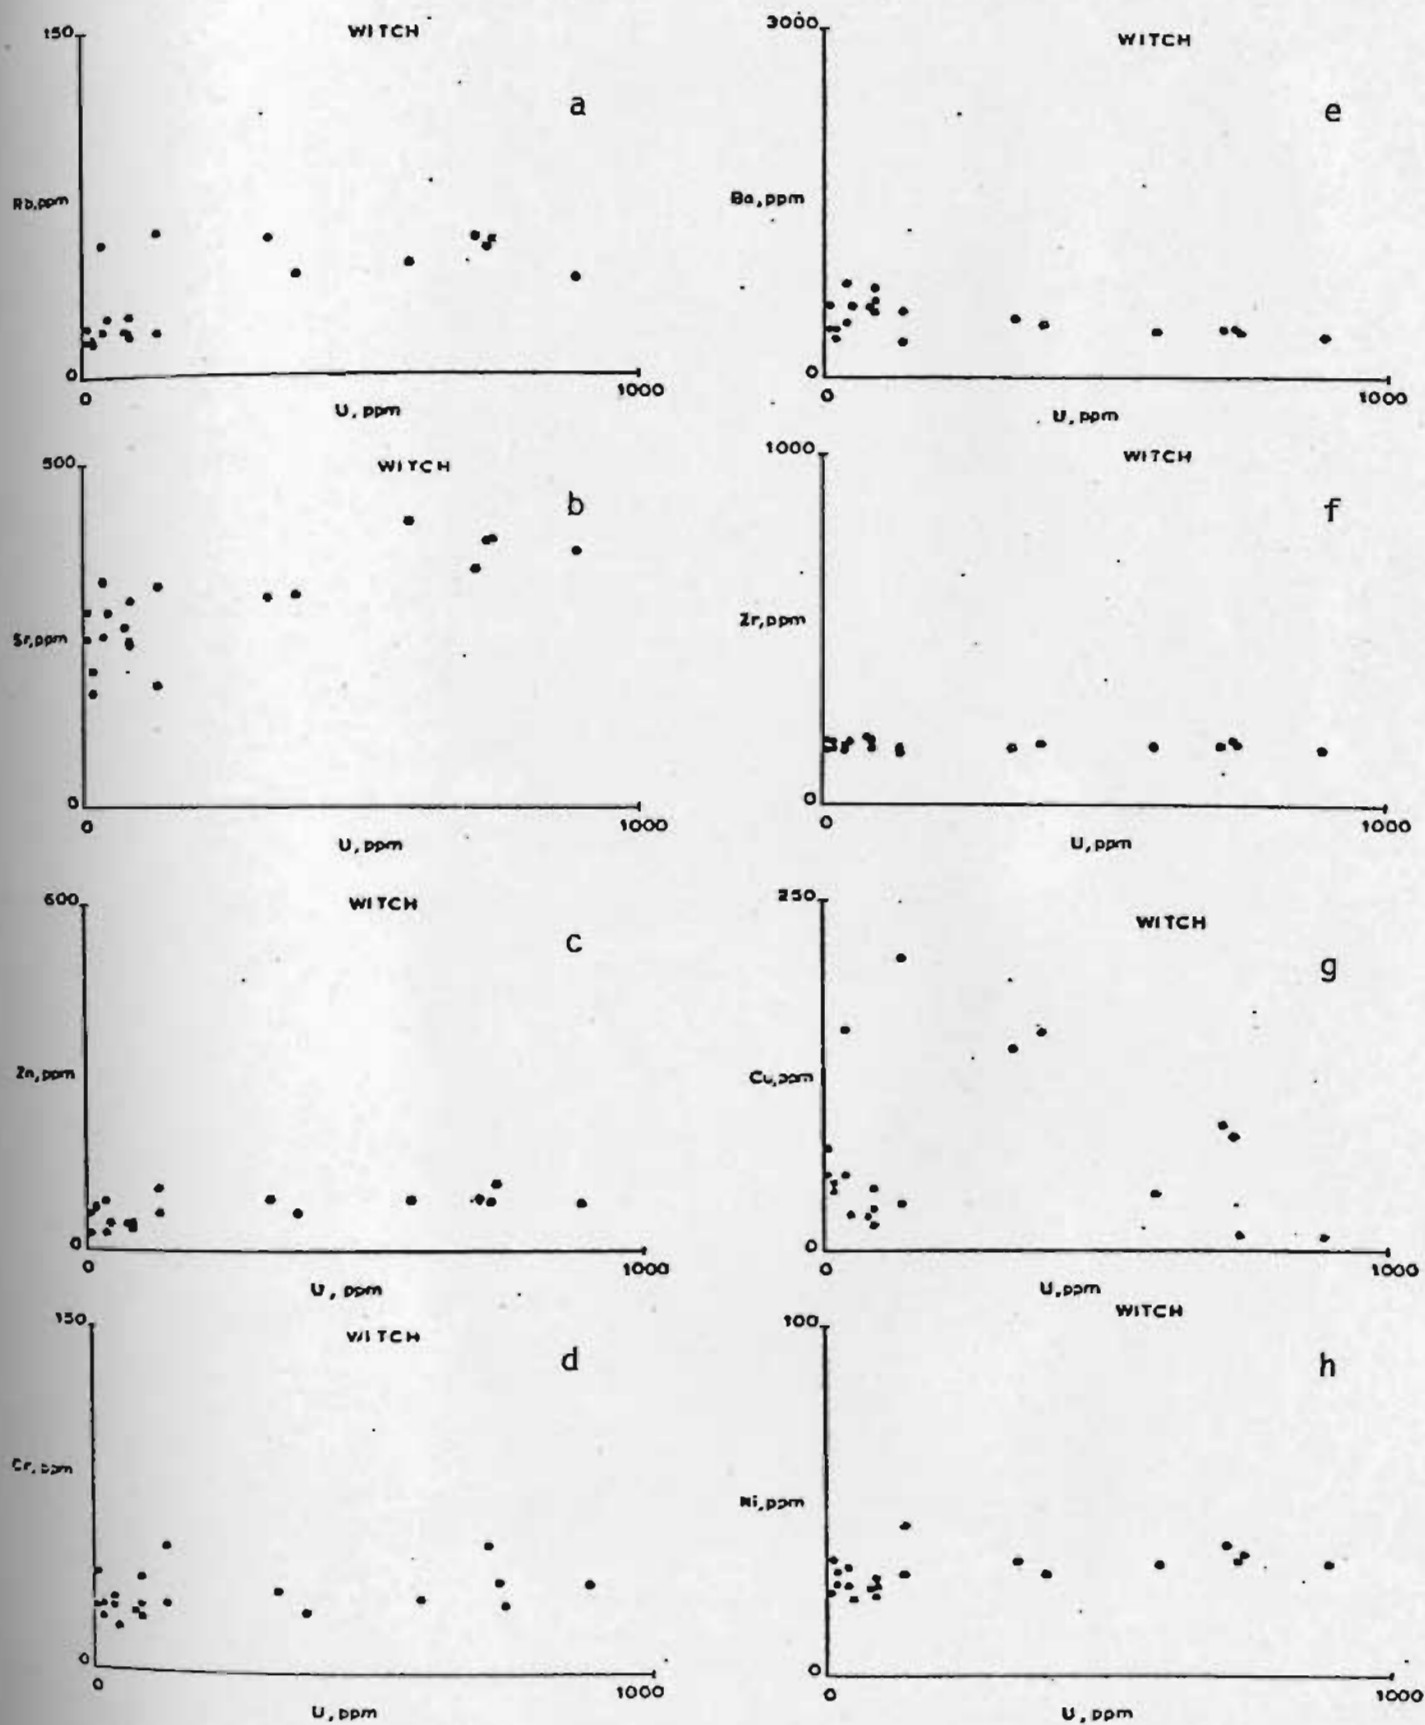 150
WITCH
a
Rb,ppm
0
0
1000
U, ppm
500
WITCH
b
Sr,ppm
0
0
1000
U, ppm
600
WITCH
c
Zn,ppm
0
0
1000
U, ppm
150
WITCH
d
Cr, ppm
0
0
1000
U, ppm
3000
WITCH
e
Ba,ppm
0
0
1000
U, ppm
1000
WITCH
f
Zr,ppm
0
0
1000
U, ppm
250
WITCH
g
Cu,ppm
0
0
1000
U,ppm
100
WITCH
h
Ni,ppm
0
0
1000
U, ppm